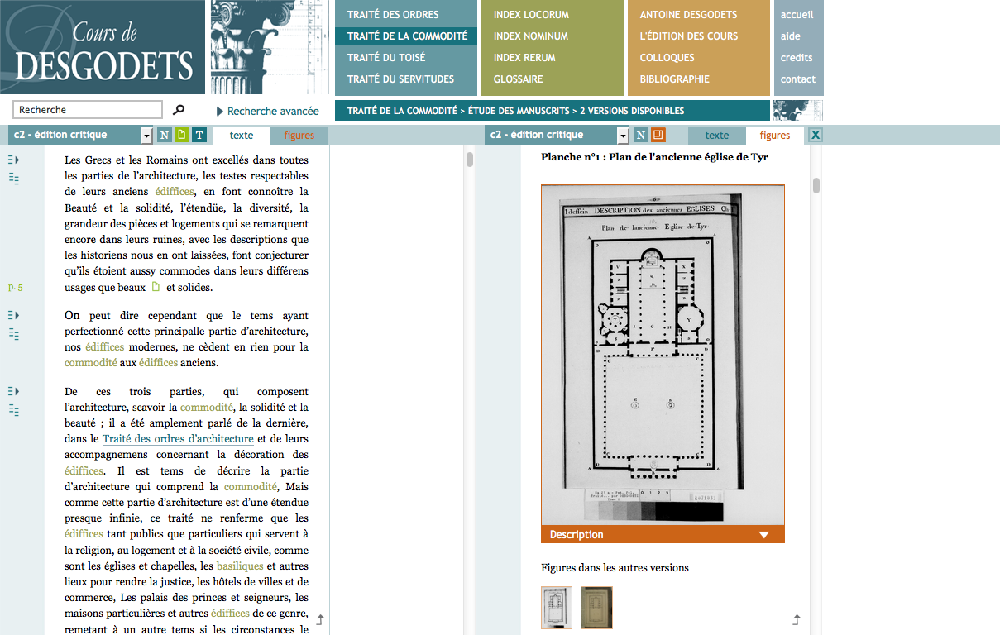 Cours de
DESGODETS
TRAITÉ DES ORDRES
TRAITÉ DE LA COMMODITÉ
TRAITÉ DU TOISÉ
TRAITÉ DU SERVITUDES
INDEX LOCORUM
INDEX NOMINUM
INDEX RERUM
GLOSSAIRE
ANTOINE DESGODETS
L'ÉDITION DES COURS
COLLOQUES
BIBLIOGRAPHIE
accueil
aide
credits
contact
Recherche
Recherche avancée
TRAITÉ DE LA COMMODITÉ > ÉTUDE DES MANUSCRITS > 2 VERSIONS DISPONIBLES
c2 - édition critique
N
T
texte
figures
Les Grecs et les Romains ont excellés dans toutes
les parties de l’architecture, les testes respectables
de leurs anciens édiffices, en font connoître la
Beauté et la solidité, l’étendüe, la diversité, la
grandeur des pièces et logements qui se remarquent
encore dans leurs ruines, avec les descriptions que
les historiens nous en ont laissées, font conjecturer
qu’ils étoient aussy commodes dans leurs différens
p. 5
usages que beaux et solides.
On peut dire cependant que le tems ayant
perfectionné cette principalle partie d’architecture,
nos édiffices modernes, ne cèdent en rien pour la
commodité aux édiffices anciens.
De ces trois parties, qui composent
l’architecture, scavoir la commodité, la solidité et la
beauté ; il a été amplement parlé de la dernière,
dans le Traité des ordres d’architecture et de leurs
accompagnemens concernant la décoration des
édiffices. Il est tems de décrire la partie
d’architecture qui comprend la commodité, Mais
comme cette partie d’architecture est d’une étendue
presque infinie, ce traité ne renferme que les
édiffices tant publics que particuliers qui servent à
la religion, au logement et à la société civile, comme
sont les églises et chapelles, les basiliques et autres
lieux pour rendre la justice, les hôtels de villes et de
commerce, Les palais des princes et seigneurs, les
maisons particulières et autres édiffices de ce genre,
remetant à un autre tems si les circonstances le
c2 - édition critique
N
texte
figures
X
Planche n°1 : Plan de l'ancienne église de Tyr
I dessein DESCRIPTION des anciennes EGLISES Ch I
Plan de lancienne Eglise de Tyr
Description
Figures dans les autres versions